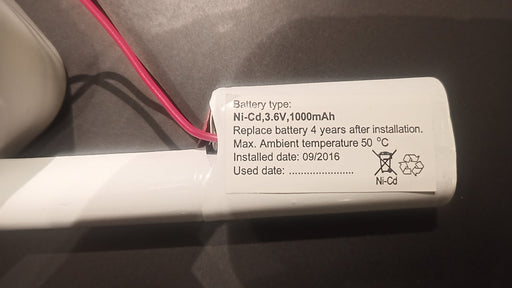 Battery type:
Ni-Cd,3.6V,1000mAh
Replace battery 4 years after installation.
Max. Ambient temperature 50 °C
Installed date: 09/2016
Used date: .......................
Ni-Cd